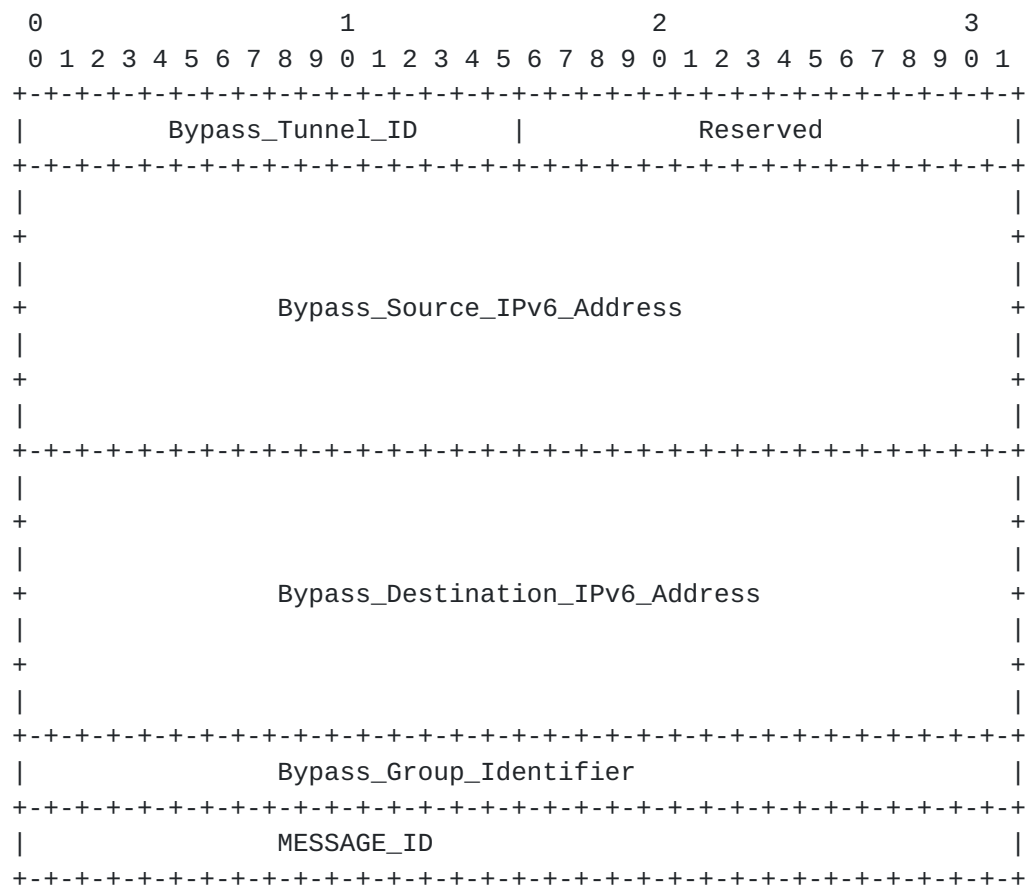 0                   1                   2                   3
 0 1 2 3 4 5 6 7 8 9 0 1 2 3 4 5 6 7 8 9 0 1 2 3 4 5 6 7 8 9 0 1
+-+-+-+-+-+-+-+-+-+-+-+-+-+-+-+-+-+-+-+-+-+-+-+-+-+-+-+-+-+-+-+-+
|         Bypass_Tunnel_ID      |           Reserved            |
+-+-+-+-+-+-+-+-+-+-+-+-+-+-+-+-+-+-+-+-+-+-+-+-+-+-+-+-+-+-+-+-+
|                                                               |
+                                                               +
|                                                               |
+                Bypass_Source_IPv6_Address                     +
|                                                               |
+                                                               +
|                                                               |
+-+-+-+-+-+-+-+-+-+-+-+-+-+-+-+-+-+-+-+-+-+-+-+-+-+-+-+-+-+-+-+-+
|                                                               |
+                                                               +
|                                                               |
+                Bypass_Destination_IPv6_Address                +
|                                                               |
+                                                               +
|                                                               |
+-+-+-+-+-+-+-+-+-+-+-+-+-+-+-+-+-+-+-+-+-+-+-+-+-+-+-+-+-+-+-+-+
|                Bypass_Group_Identifier                        |
+-+-+-+-+-+-+-+-+-+-+-+-+-+-+-+-+-+-+-+-+-+-+-+-+-+-+-+-+-+-+-+-+
|                MESSAGE_ID                                     |
+-+-+-+-+-+-+-+-+-+-+-+-+-+-+-+-+-+-+-+-+-+-+-+-+-+-+-+-+-+-+-+-+